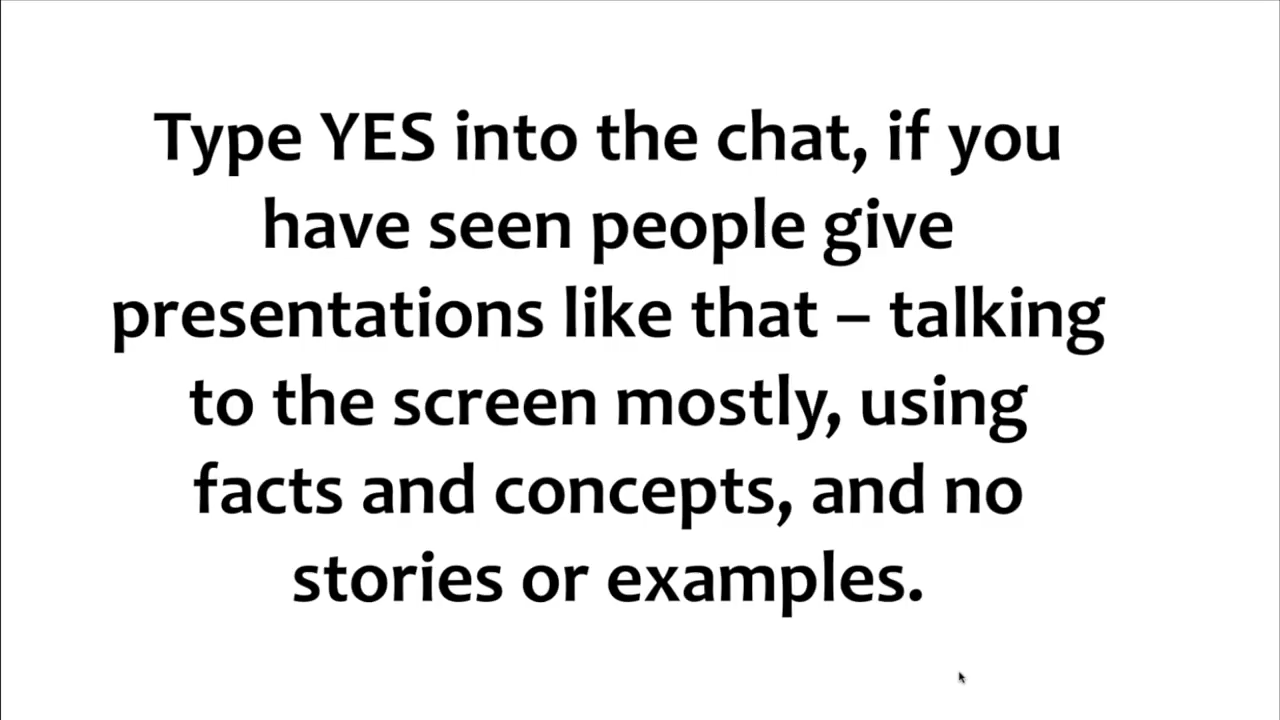 Type YES into the chat, if you
have seen people give
presentations like that – talking
to the screen mostly, using
facts and concepts, and no
stories or examples.